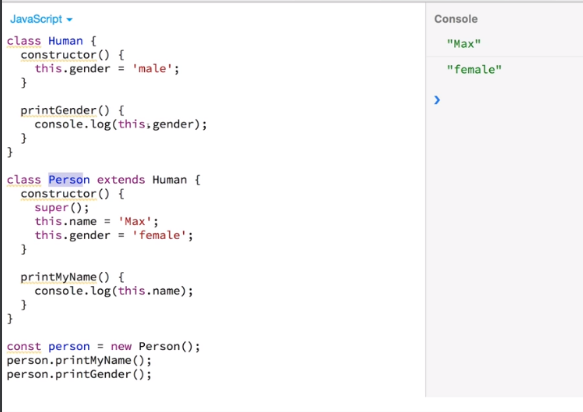 JavaScript
class Human {
  constructor() {
    this.gender = 'male';
  }

  printGender() {
    console.log(this.gender);
  }
}

class Person extends Human {
  constructor() {
    super();
    this.name = 'Max';
    this.gender = 'female';
  }

  printMyName() {
    console.log(this.name);
  }
}

const person = new Person();
person.printMyName();
person.printGender();
Console
"Max"
"female"